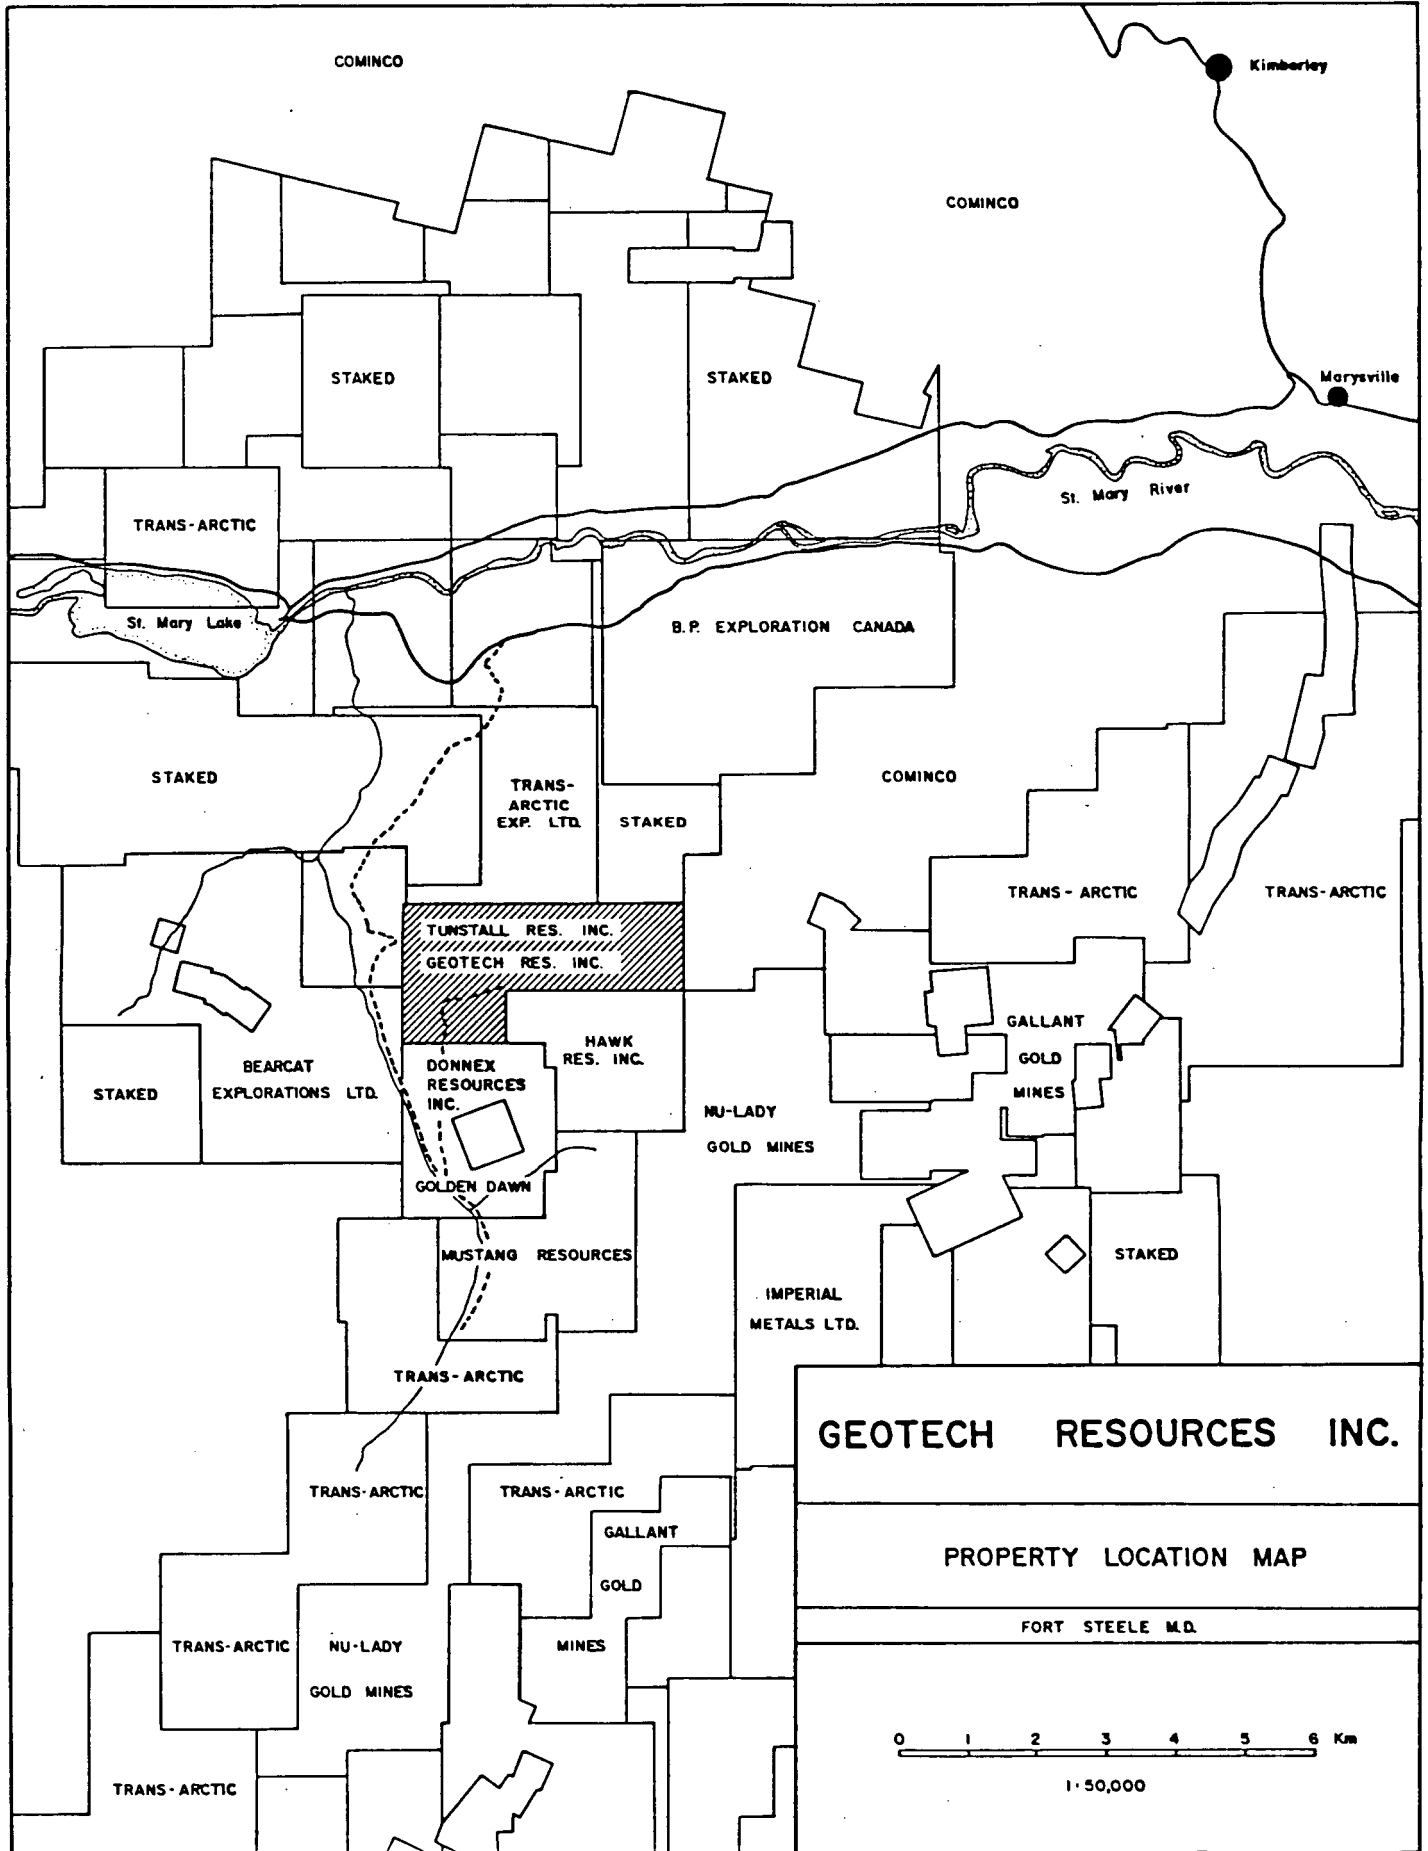 COMINCO
Kimberley
COMINCO
STAKED
STAKED
Marysville
St. Mary River
TRANS-ARCTIC
St. Mary Lake
B.P. EXPLORATION CANADA
STAKED
TRANS-
ARCTIC
EXP. LTD.
STAKED
COMINCO
TRANS-ARCTIC
TRANS-ARCTIC
TUNSTALL RES. INC.
GEOTECH RES. INC.
GALLANT
GOLD
MINES
HAWK
RES. INC.
DONNEX
RESOURCES
INC.
BEARCAT
EXPLORATIONS LTD.
STAKED
NU-LADY
GOLD MINES
GOLDEN DAWN
MUSTANG RESOURCES
STAKED
IMPERIAL
METALS LTD.
TRANS-ARCTIC
GEOTECH RESOURCES INC.
TRANS-ARCTIC
TRANS-ARCTIC
GALLANT
GOLD
MINES
PROPERTY LOCATION MAP
FORT STEELE M.D.
TRANS-ARCTIC
NU-LADY
GOLD MINES
0 1 2 3 4 5 6 Km
1:50,000
TRANS-ARCTIC